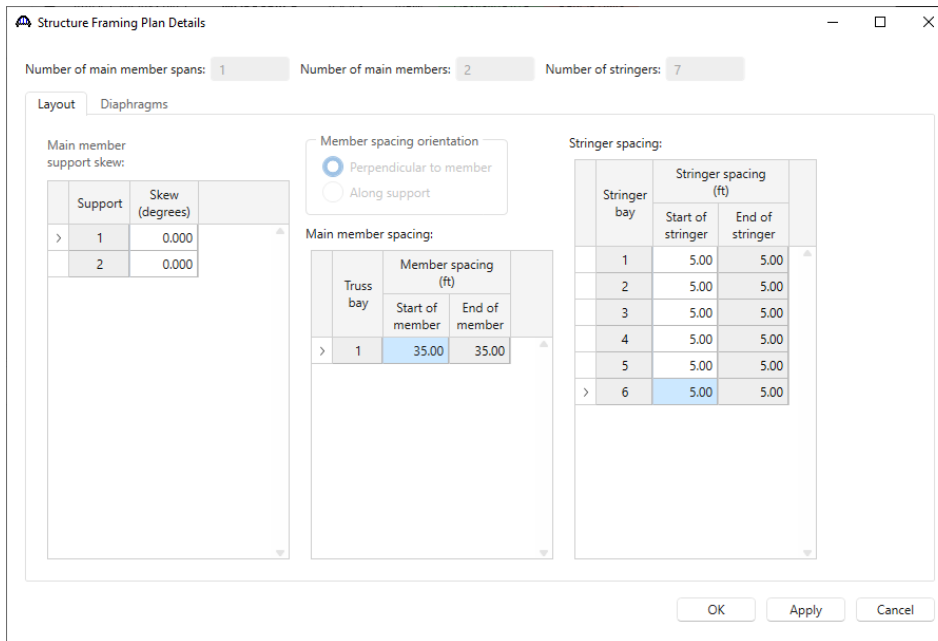 Structure Framing Plan Details
Number of main member spans: 1 Number of main members: 2 Number of stringers: 7
Layout Diaphragms
Main member
support skew:
Support Skew
(degrees)
1 0.000
2 0.000
Member spacing orientation
Perpendicular to member
Along support
Main member spacing:
Truss
bay
Member spacing
(ft)
Start of
member
End of
member
1 35.00 35.00
Stringer spacing:
Stringer
bay
Stringer spacing
(ft)
Start of
stringer
End of
stringer
1 5.00 5.00
2 5.00 5.00
3 5.00 5.00
4 5.00 5.00
5 5.00 5.00
6 5.00 5.00
OK Apply Cancel